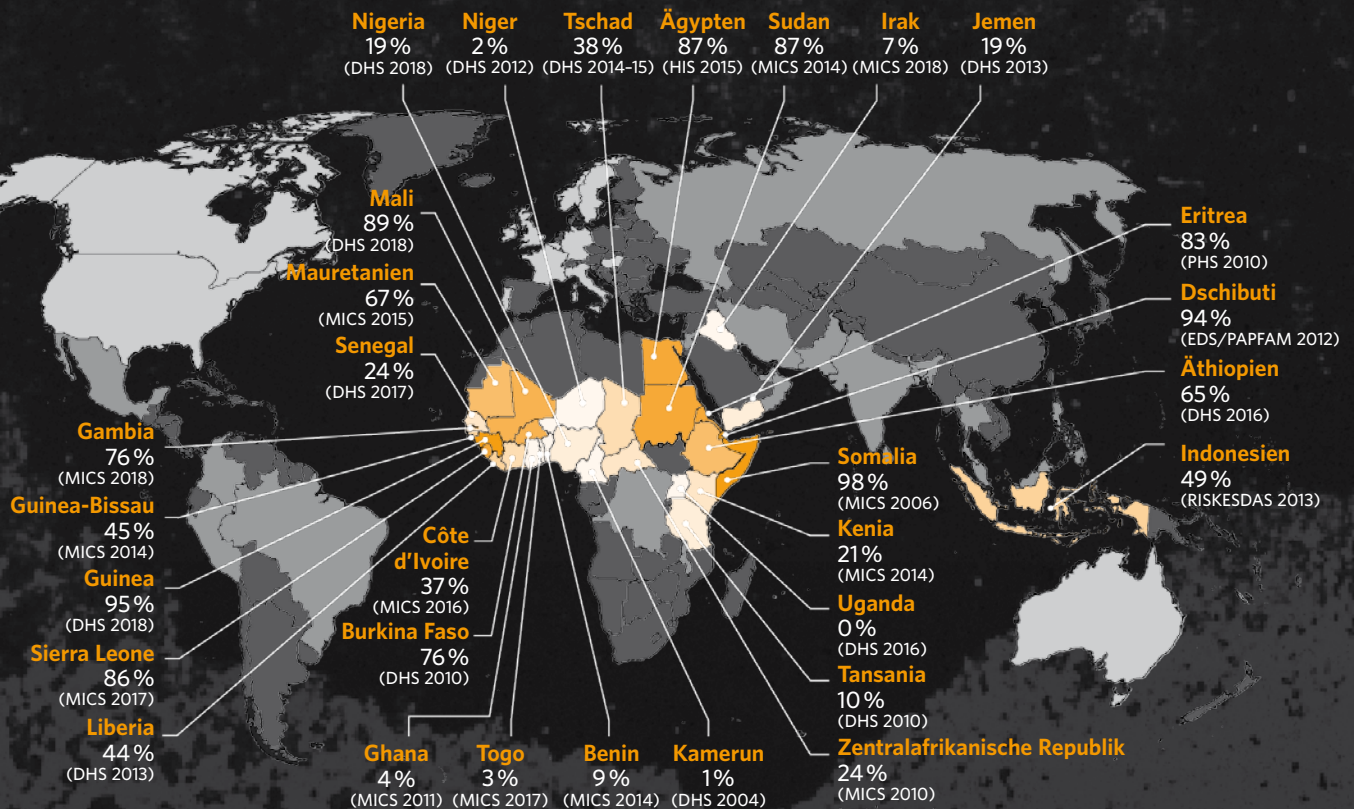 Nigeria
19 %
(DHS 2018)
Niger
2 %
(DHS 2012)
Tschad
38 %
(DHS 2014-15)
Ägypten
87 %
(HIS 2015)
Sudan
87 %
(MICS 2014)
Irak
7 %
(MICS 2018)
Jemen
19 %
(DHS 2013)
Mali
89 %
(DHS 2018)
Mauretanien
67 %
(MICS 2015)
Senegal
24 %
(DHS 2017)
Gambia
76 %
(MICS 2018)
Guinea-Bissau
45 %
(MICS 2014)
Guinea
95 %
(DHS 2018)
Sierra Leone
86 %
(MICS 2017)
Liberia
44 %
(DHS 2013)
Côte
d'Ivoire
37 %
(MICS 2016)
Burkina Faso
76 %
(DHS 2010)
Ghana
4 %
(MICS 2011)
Togo
3 %
(MICS 2017)
Benin
9 %
(MICS 2014)
Kamerun
1 %
(DHS 2004)
Eritrea
83 %
(PHS 2010)
Dschibuti
94 %
(EDS/PAPFAM 2012)
Äthiopien
65 %
(DHS 2016)
Indonesien
49 %
(RISKESDAS 2013)
Somalia
98 %
(MICS 2006)
Kenia
21 %
(MICS 2014)
Uganda
0 %
(DHS 2016)
Tansania
10 %
(DHS 2010)
Zentralafrikanische Republik
24 %
(MICS 2010)